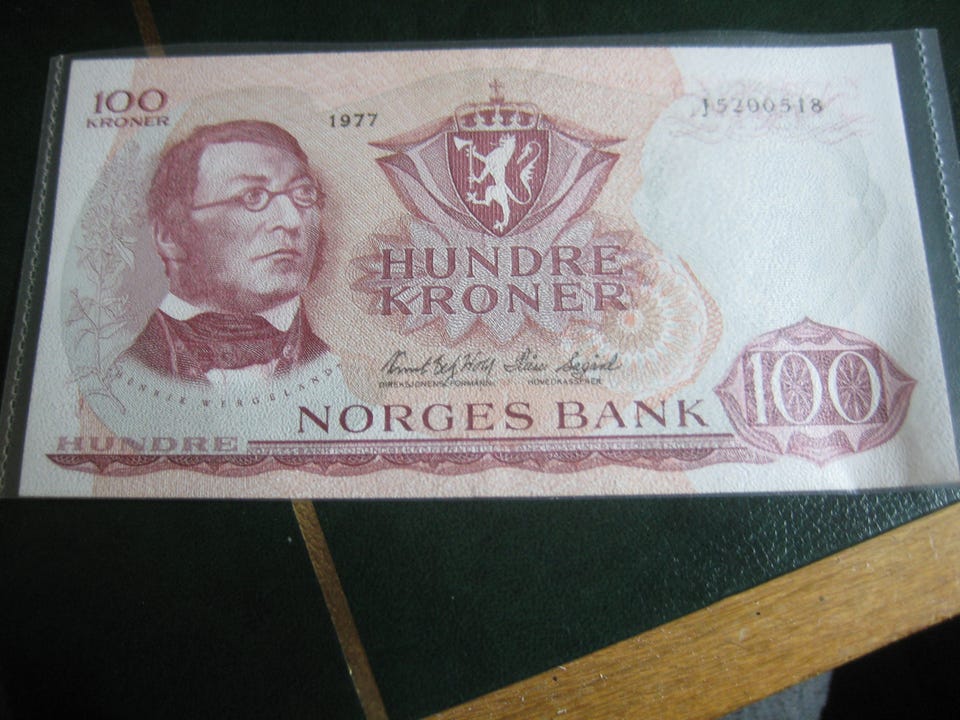 100
KRONER
1977
J5200518
HUNDRE
KRONER
DIREKSJONENS FORMANN
HOVEDKASSERER
HENRIK WERGELAND
NORGES BANK
100
HUNDRE